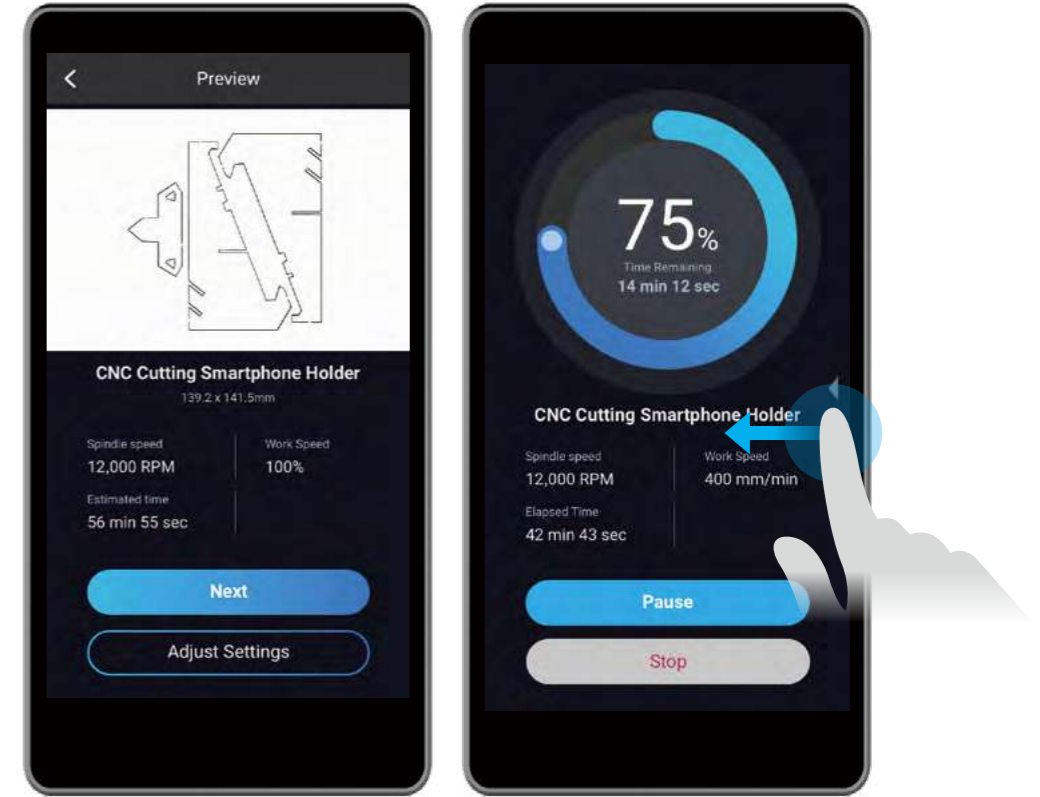 Preview
CNC Cutting Smartphone Holder
139.2 x 141.5mm
Spindle speed
12,000 RPM
Work Speed
100%
Estimated time
56 min 55 sec
Next
Adjust Settings
75%
Time Remaining
14 min 12 sec
CNC Cutting Smartphone Holder
Spindle speed
12,000 RPM
Work Speed
400 mm/min
Elapsed Time
42 min 43 sec
Pause
Stop